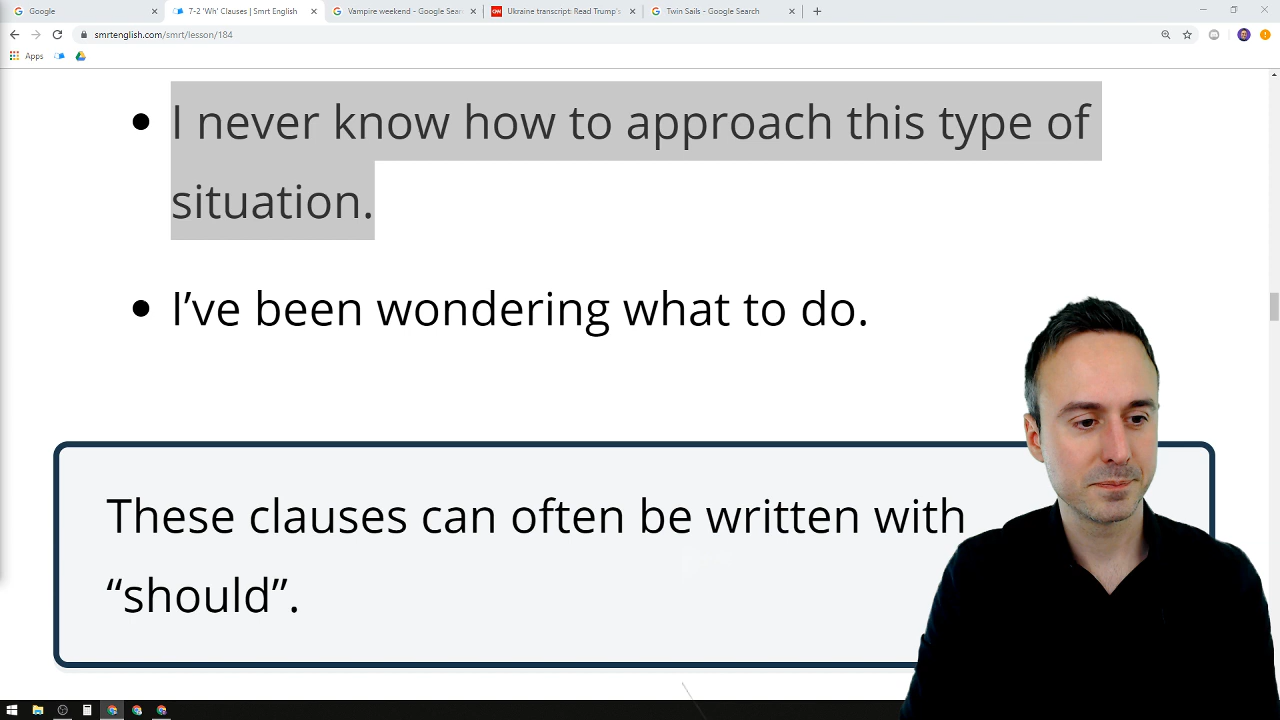 Google
7-2 'Wh' Clauses | Smrt English
Vampire weekend - Google Sear
CNN
Ukraine transcript: Read Trump's
Twin Sails - Google Search
smrtenglish.com/smrt/lesson/184
Apps
I never know how to approach this type of
situation.
I’ve been wondering what to do.
These clauses can often be written with
“should”.